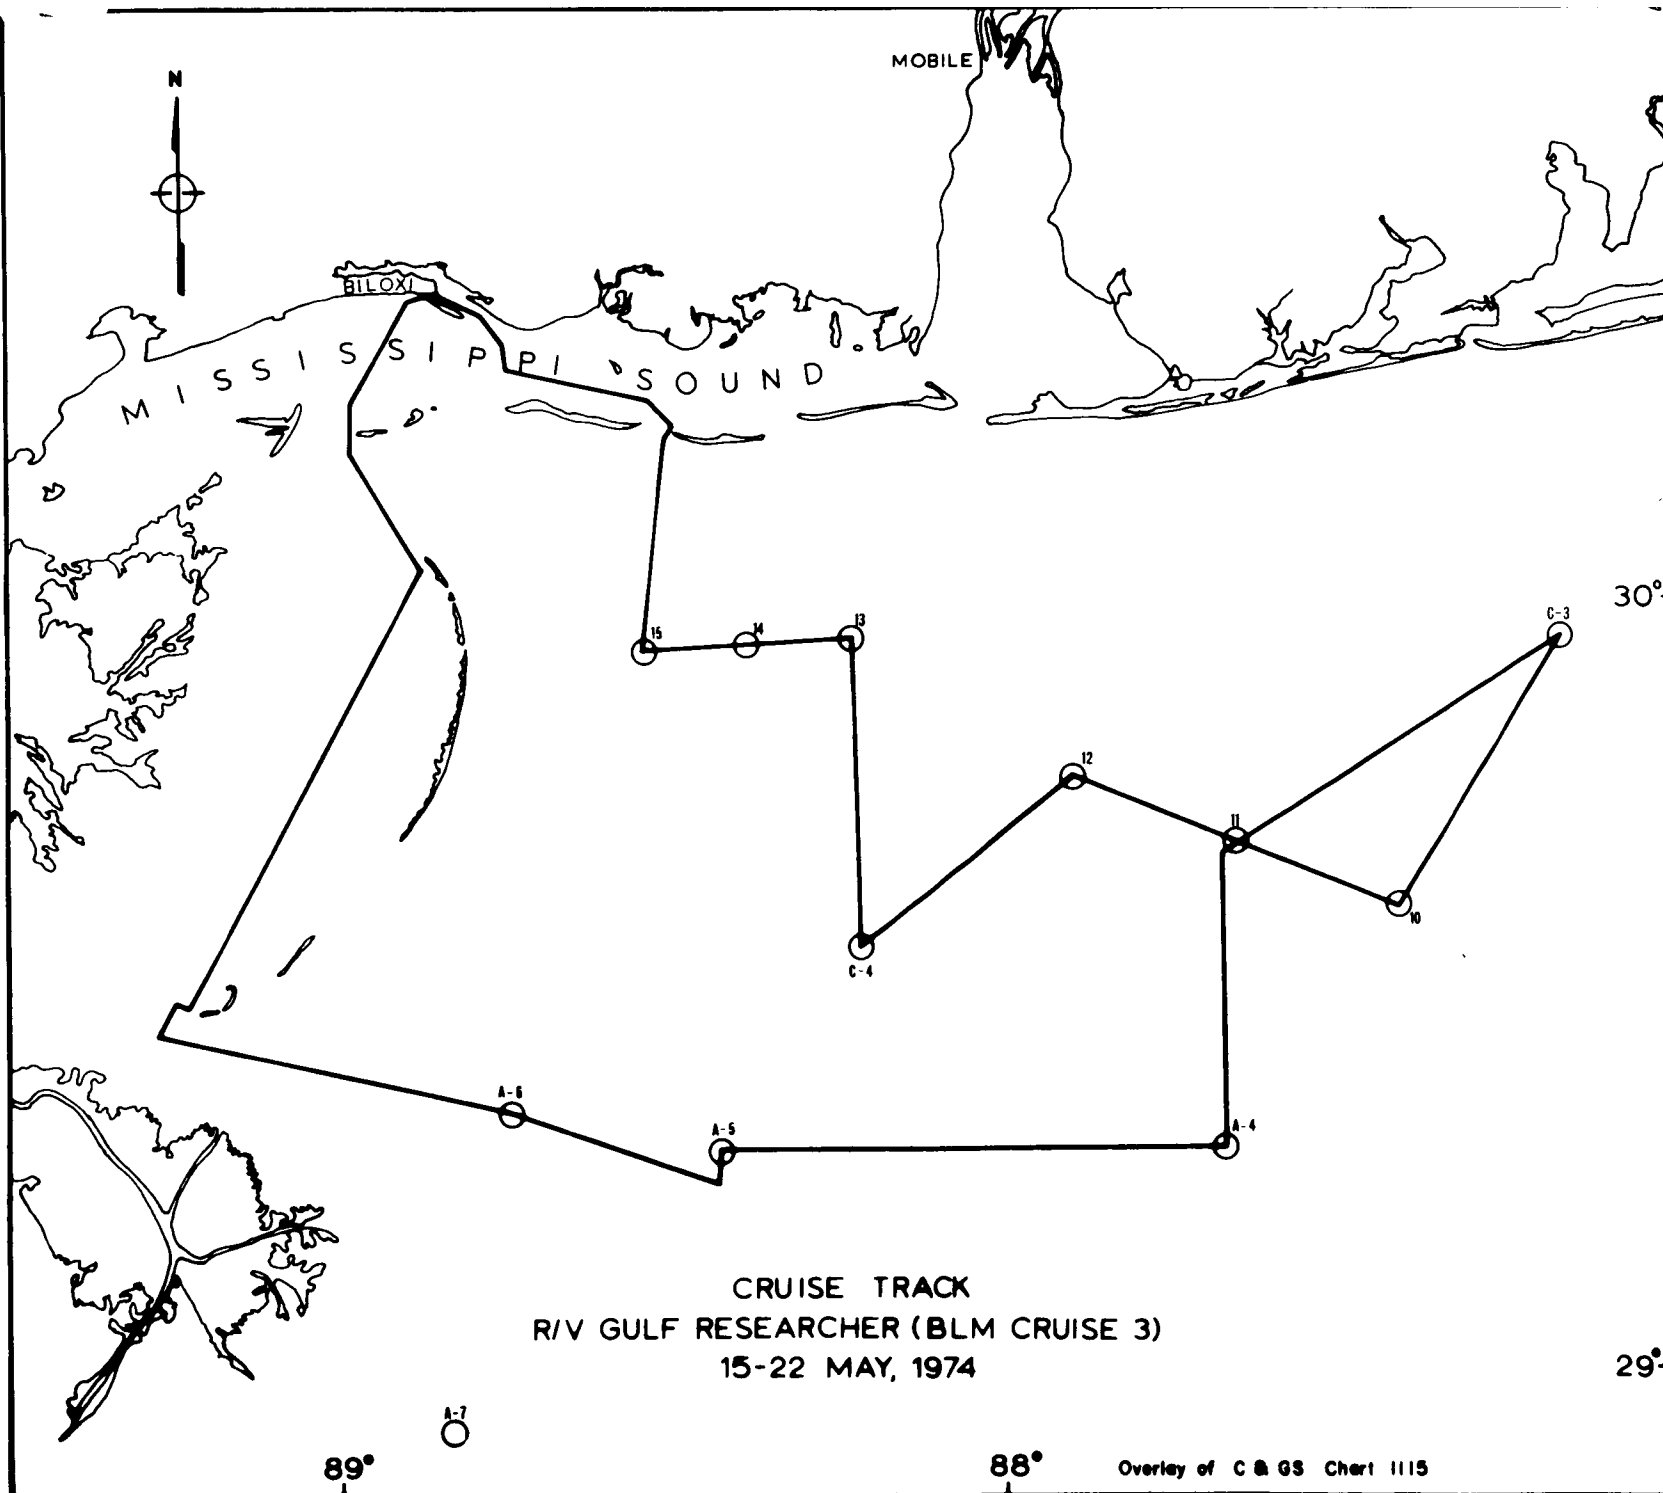 MOBILE
N
BILOXI
MISSISSIPPI SOUND
30°
C-3
15
14
13
12
11
10
C-4
A-6
A-5
A-4
CRUISE TRACK
R/V GULF RESEARCHER (BLM CRUISE 3)
15-22 MAY, 1974
29°
A-7
89°
88°
Overlay of C & GS Chart 1115